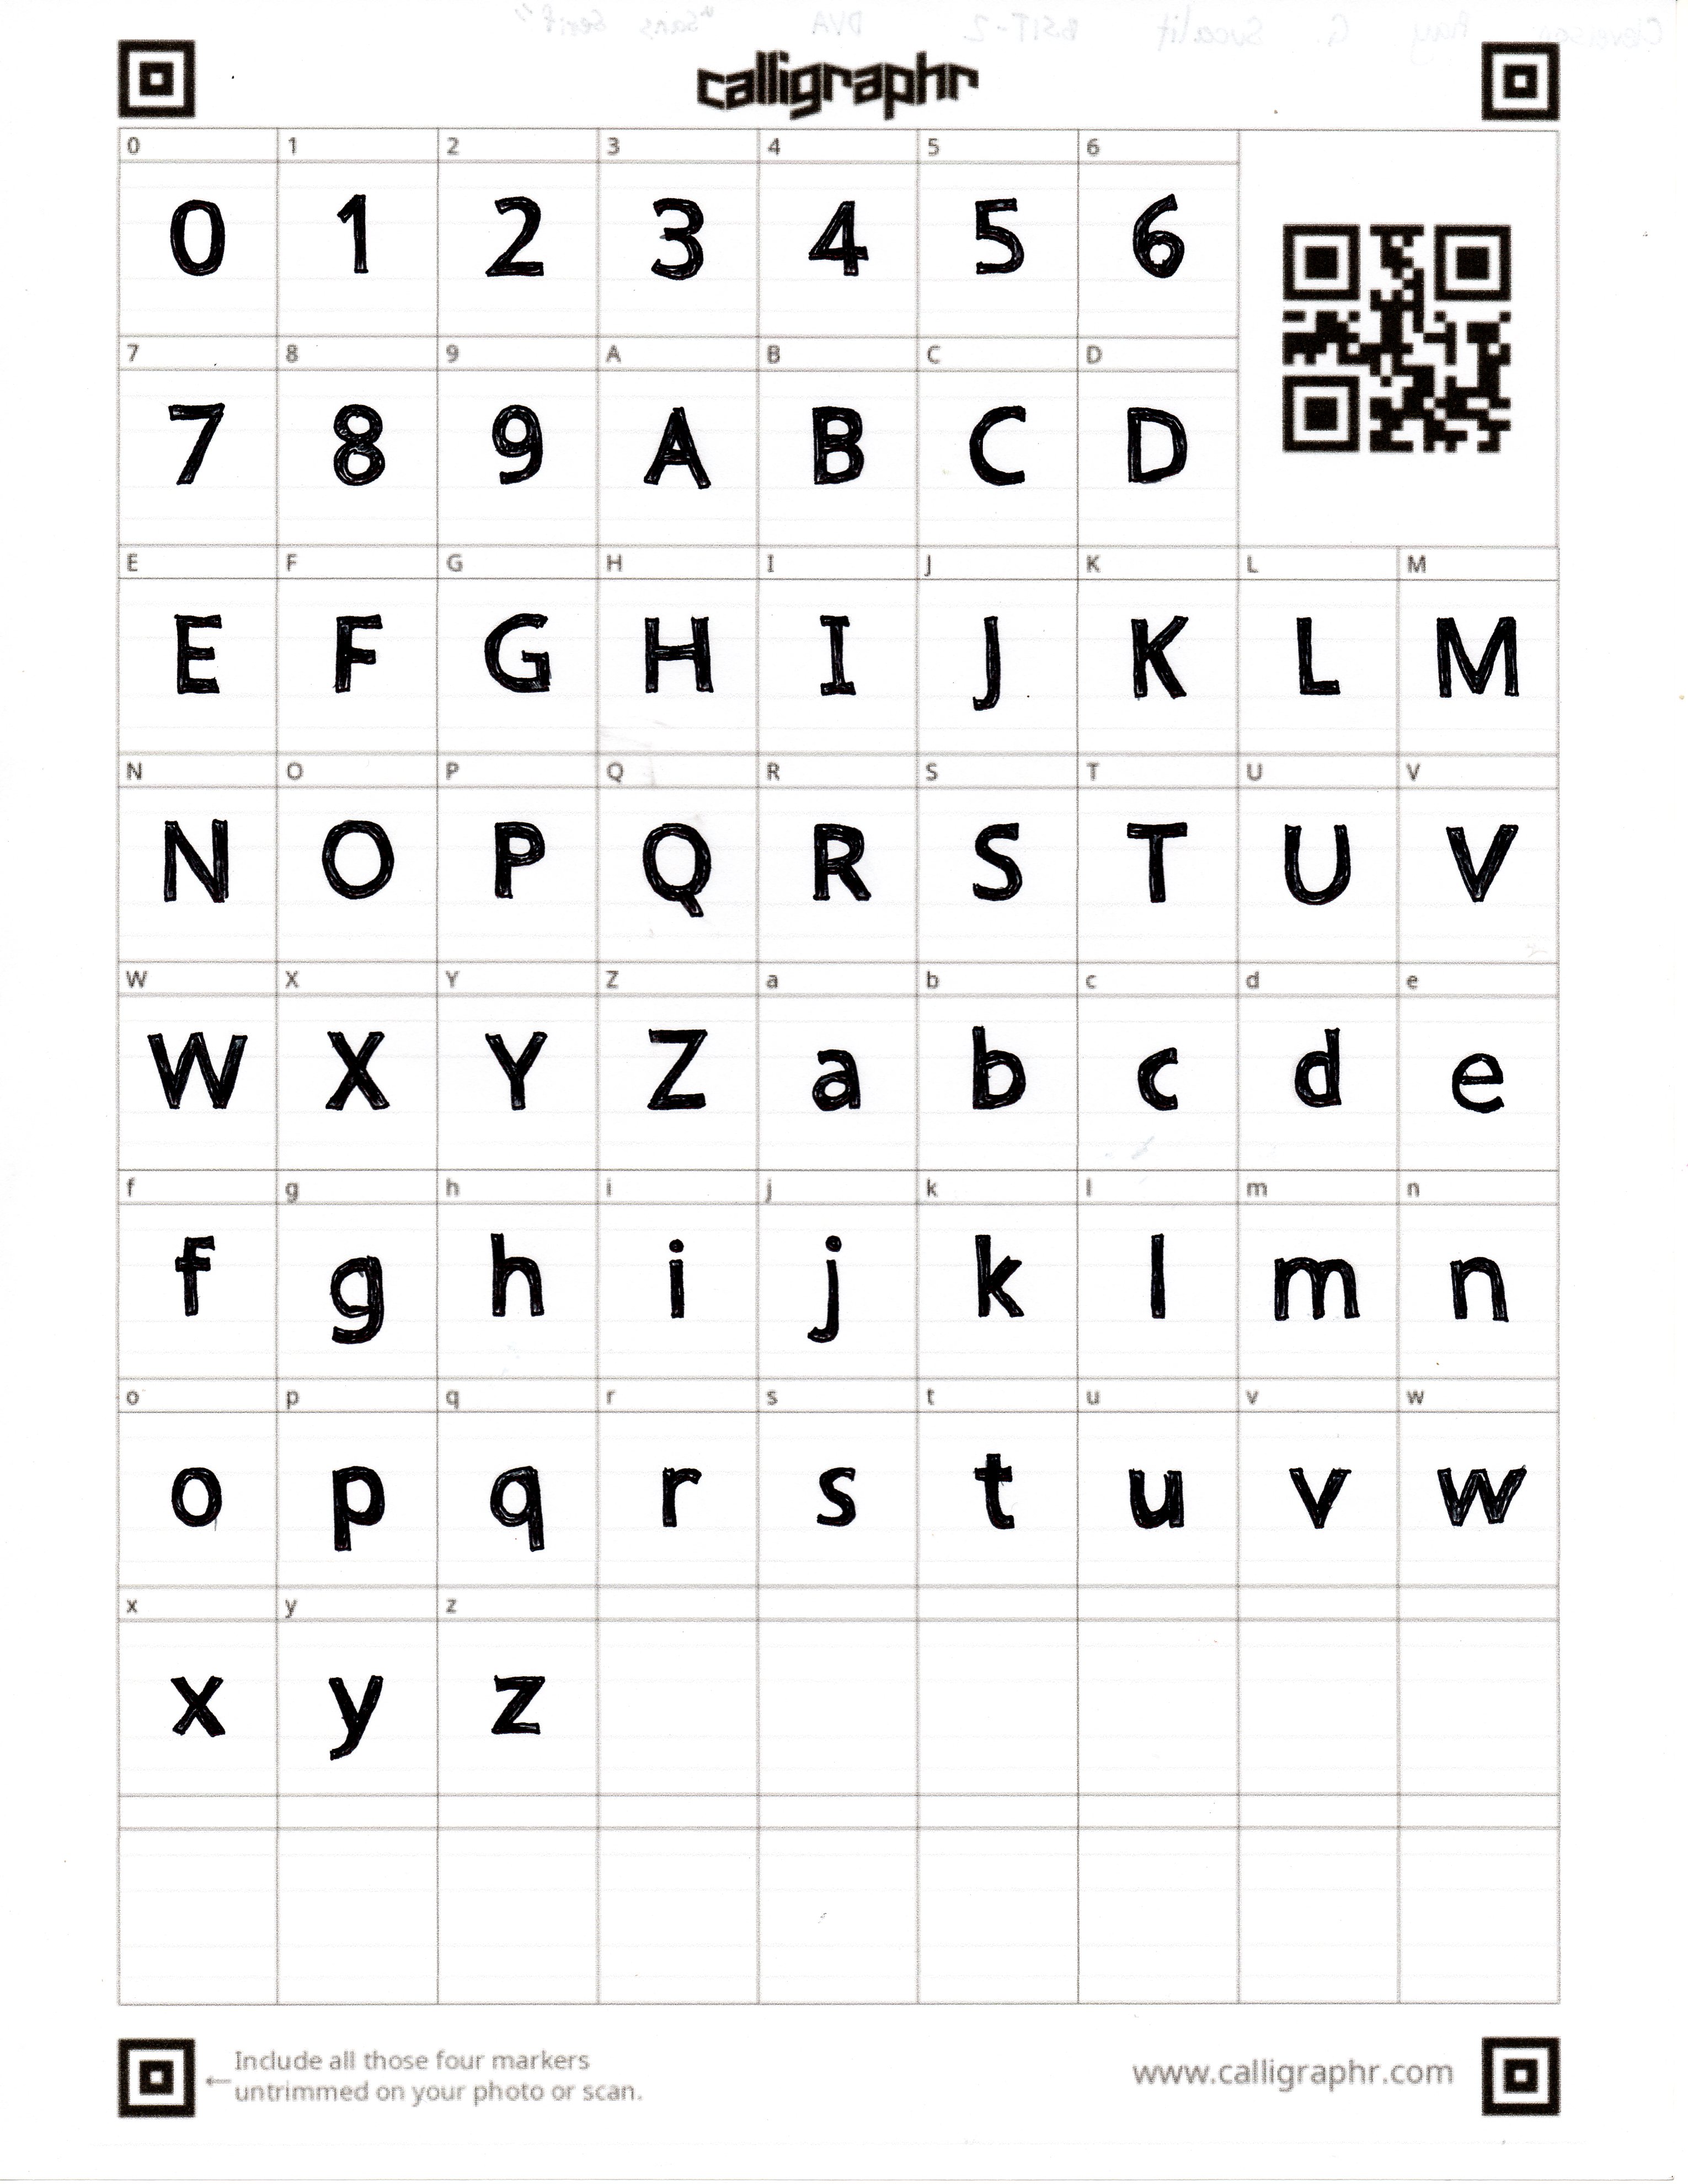 calligraphr
0 1 2 3 4 5 6
0 1 2 3 4 5 6
7 8 9 A B C D
7 8 9 A B C D
E F G H I J K L M
E F G H I J K L M
N O P Q R S T U V
N O P Q R S T U V
W X Y Z a b c d e
W X Y Z a b c d e
f g h i j k l m n
f g h i j k l m n
o p q r s t u v w
o p q r s t u v w
x y z
x y z
←Include all those four markers
untrimmed on your photo or scan.
www.calligraphr.com